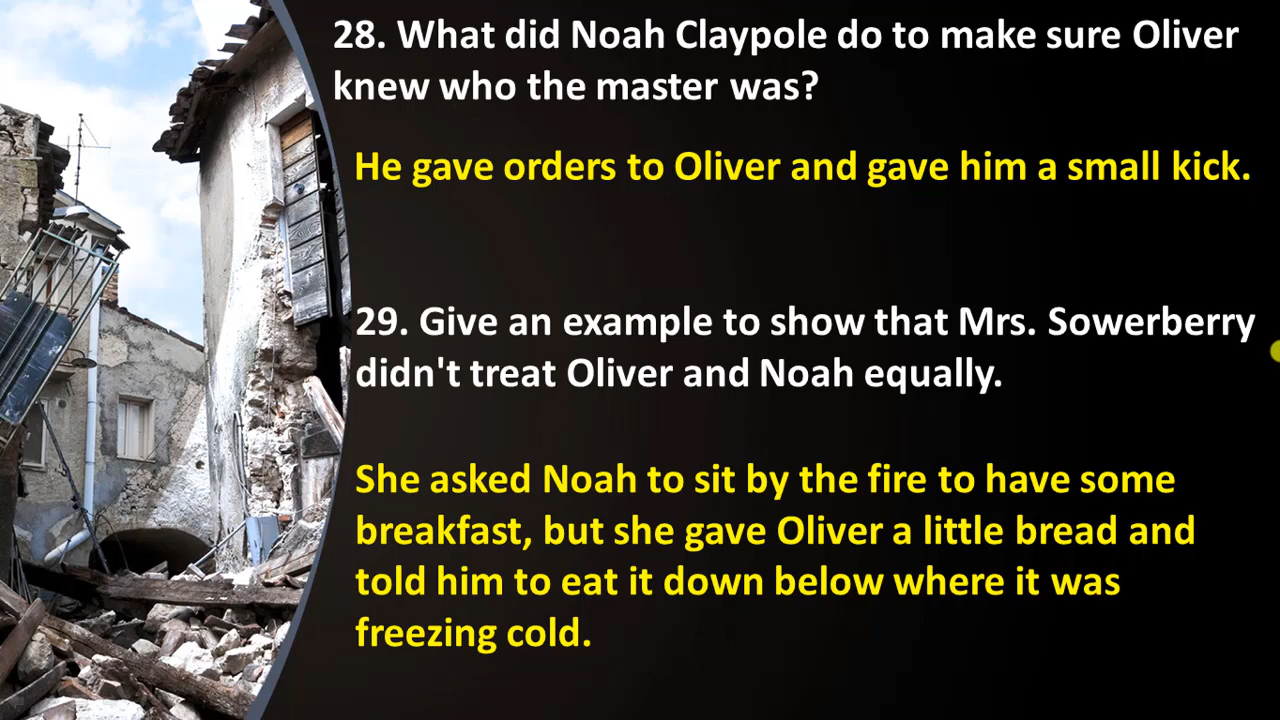 28. What did Noah Claypole do to make sure Oliver
knew who the master was?
He gave orders to Oliver and gave him a small kick.
29. Give an example to show that Mrs. Sowerberry
didn't treat Oliver and Noah equally.
She asked Noah to sit by the fire to have some
breakfast, but she gave Oliver a little bread and
told him to eat it down below where it was
freezing cold.